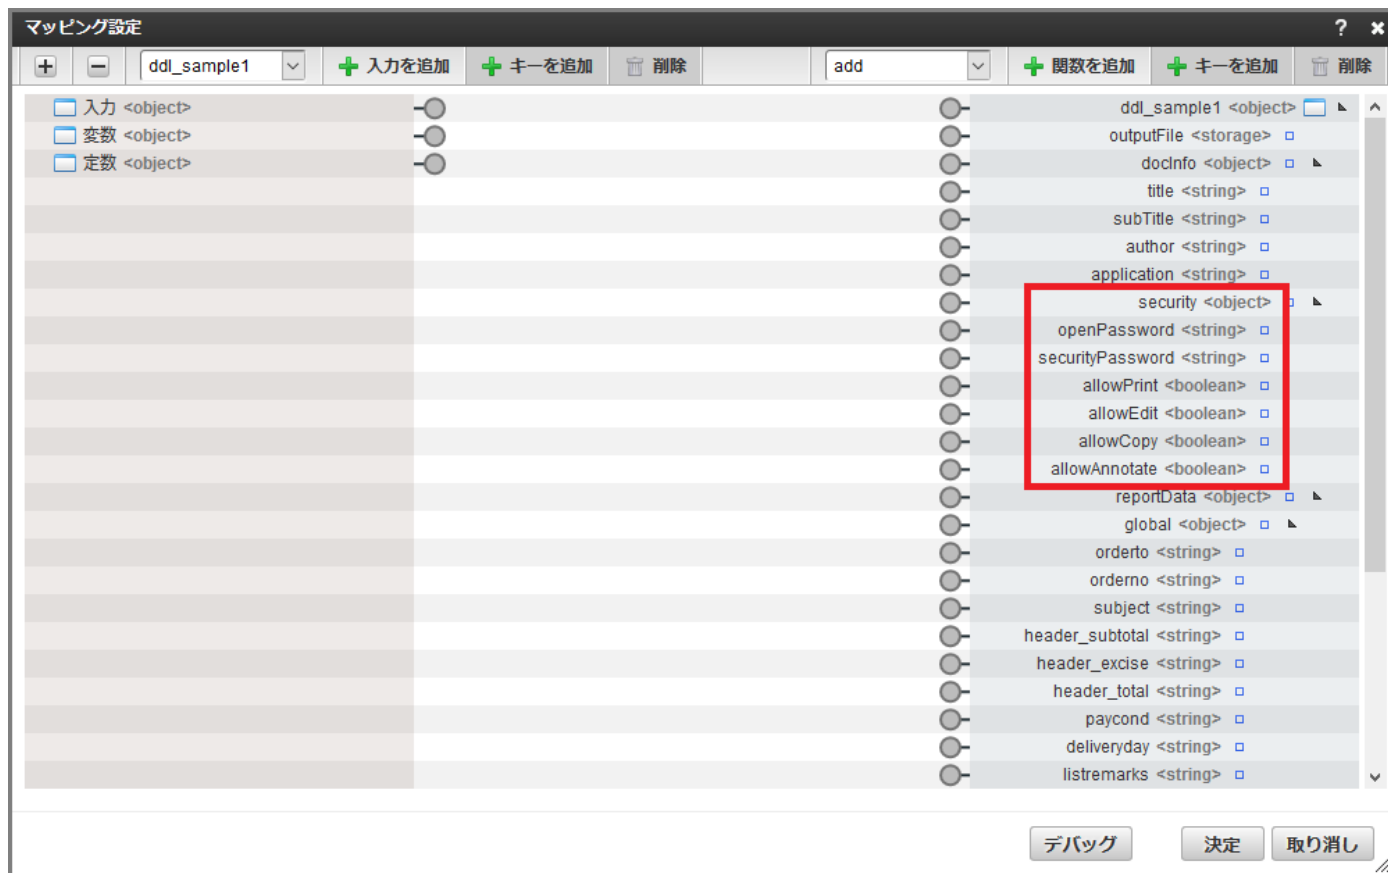 マッピング設定 ? ×
ddl_sample1 入力を追加 キーを追加 削除 add 関数を追加 キーを追加 削除
入力 <object> ddl_sample1 <object>
変数 <object> outputFile <storage>
定数 <object> docInfo <object>
title <string>
subTitle <string>
author <string>
application <string>
security <object>
openPassword <string>
securityPassword <string>
allowPrint <boolean>
allowEdit <boolean>
allowCopy <boolean>
allowAnnotate <boolean>
reportData <object>
global <object>
orderto <string>
orderno <string>
subject <string>
header_subtotal <string>
header_excise <string>
header_total <string>
paycond <string>
deliveryday <string>
listremarks <string>
デバッグ 決定 取り消し